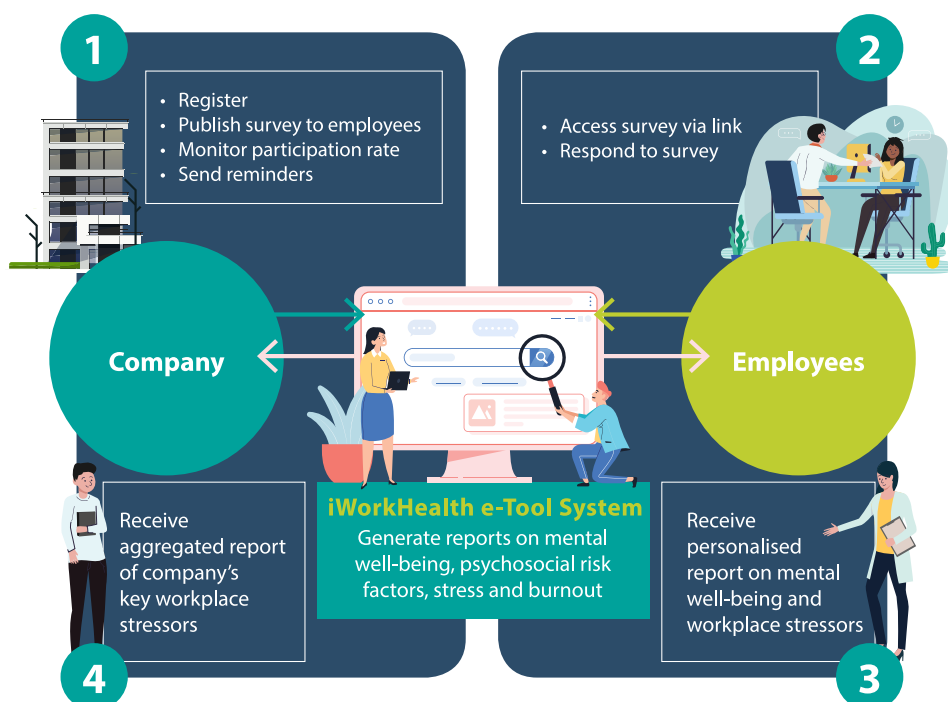 1
• Register
• Publish survey to employees
• Monitor participation rate
• Send reminders
2
• Access survey via link
• Respond to survey
Company
Employees
iWorkHealth e-Tool System
Generate reports on mental
well-being, psychosocial risk
factors, stress and burnout
Receive
personalised
report on mental
well-being and
workplace stressors
3
Receive
aggregated report
of company’s
key workplace
stressors
4